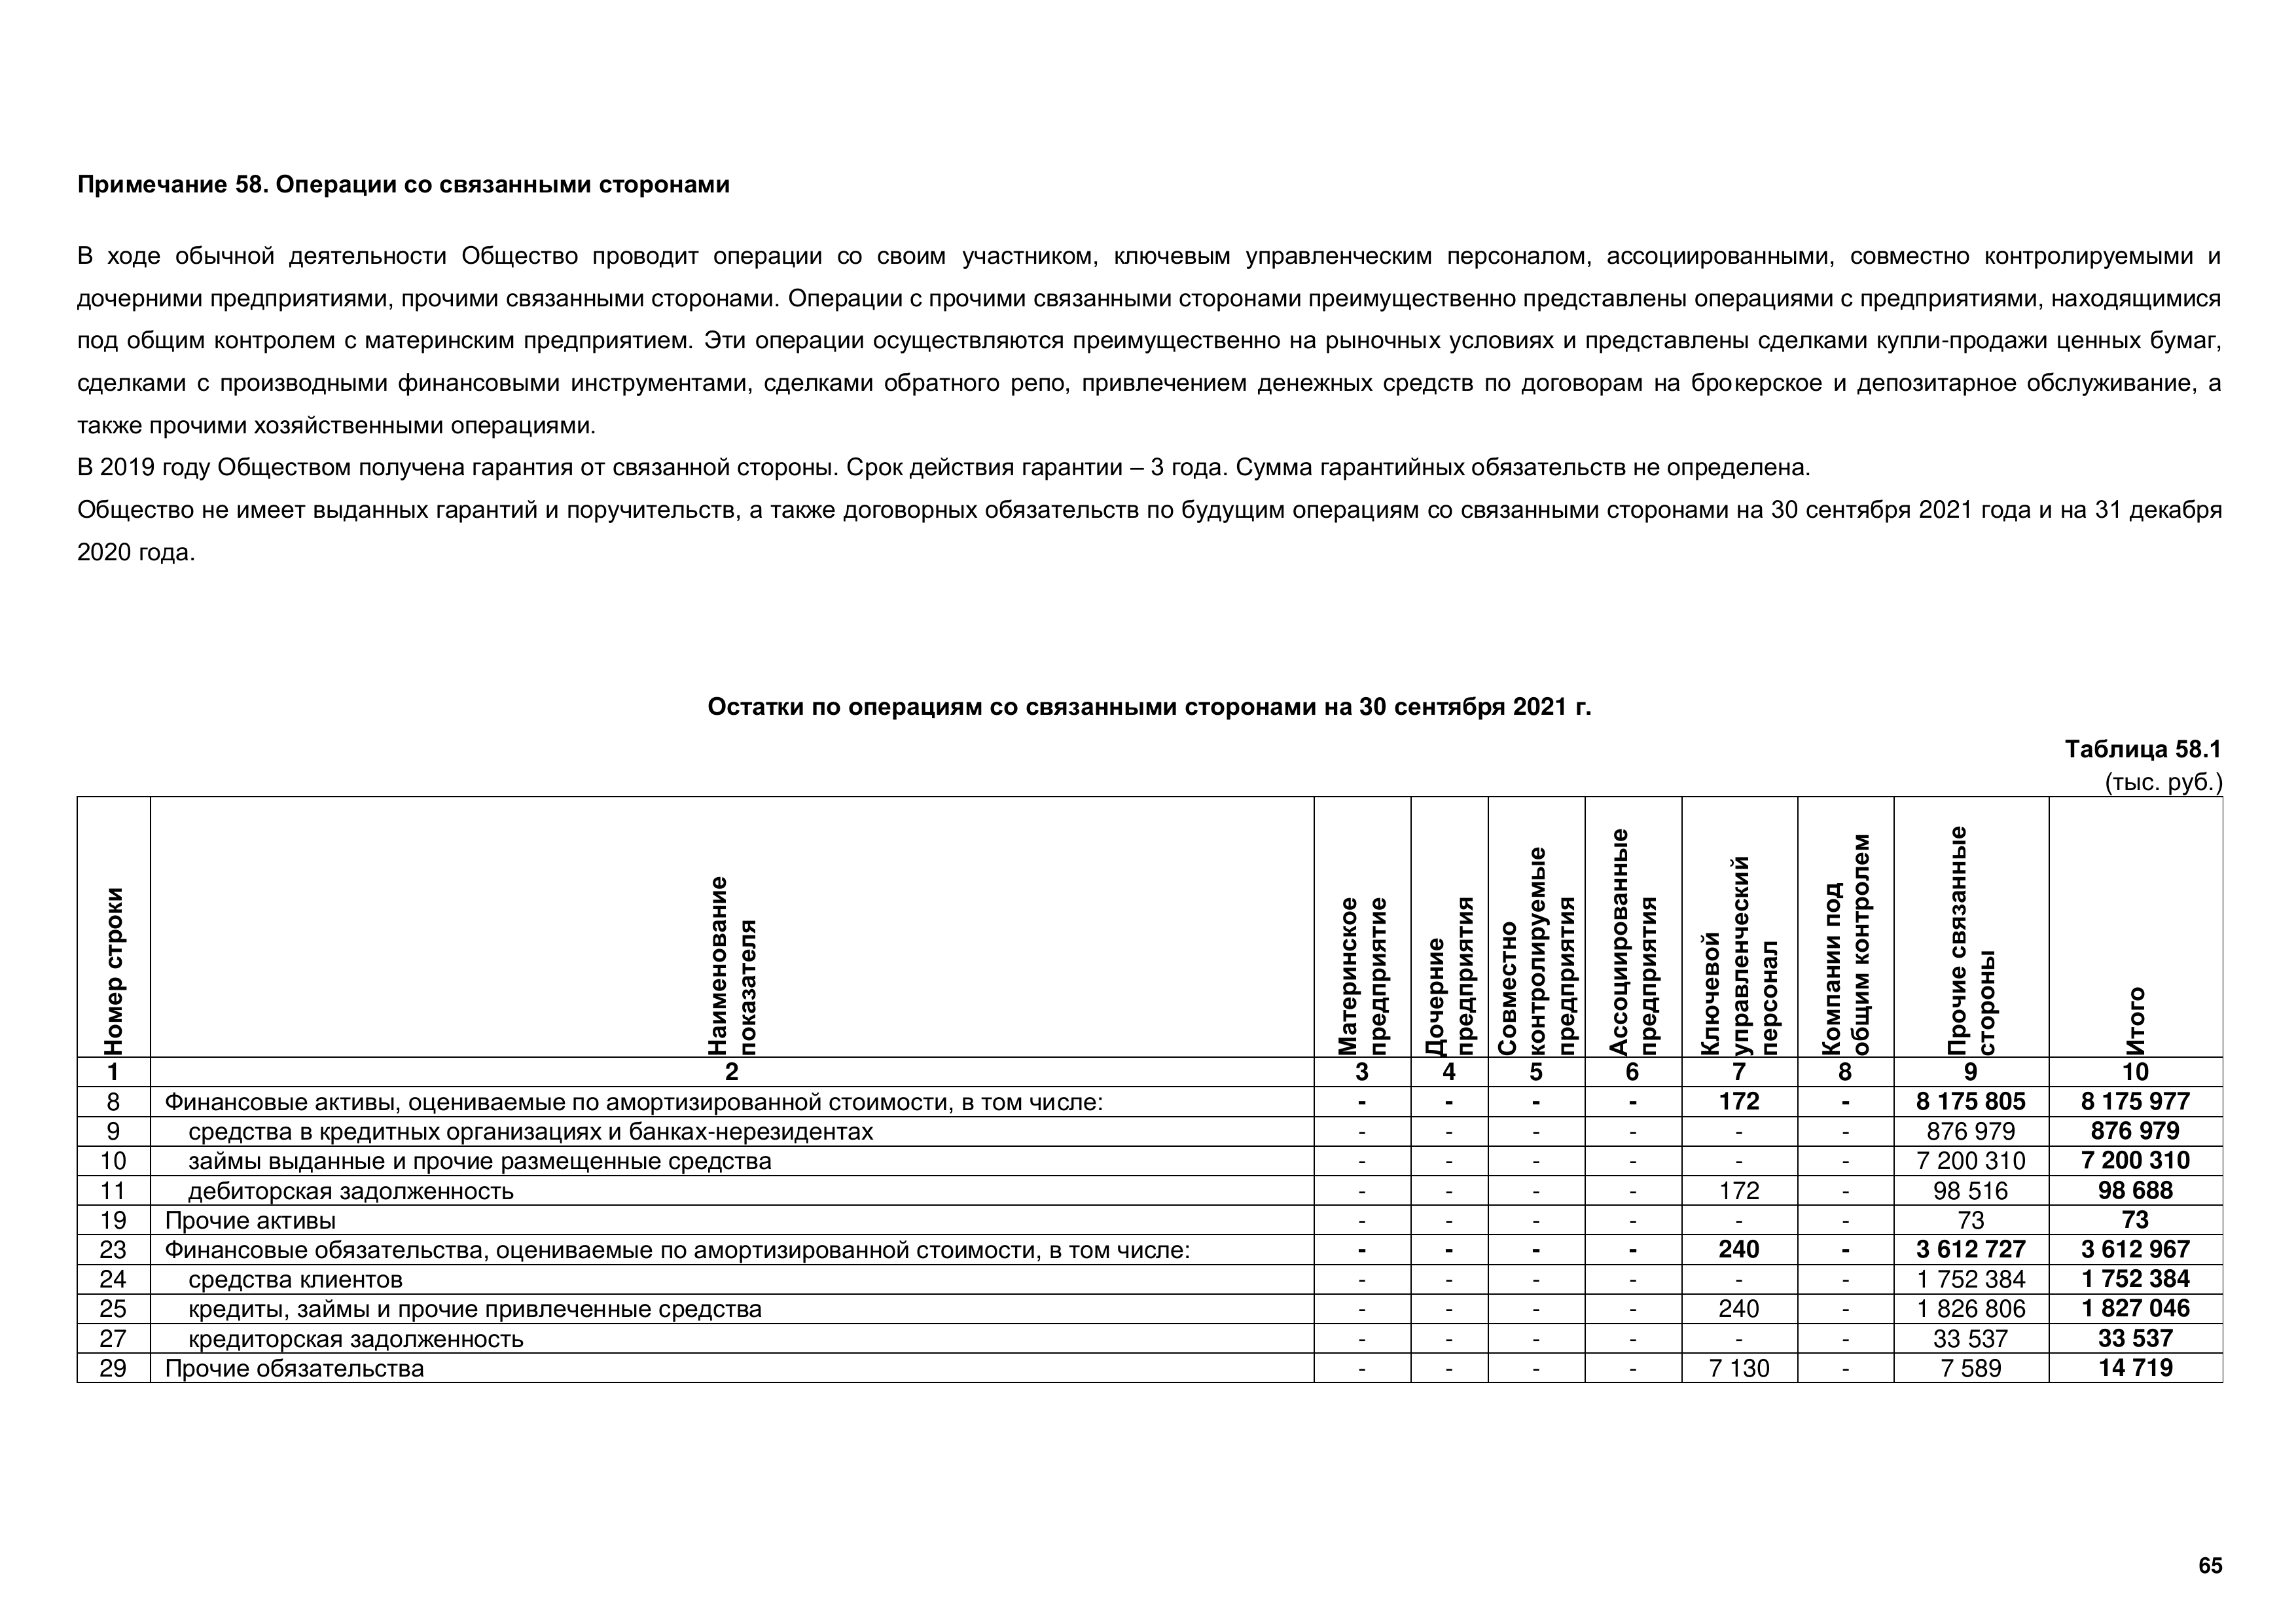 Примечание 58. Операции со связанными сторонами
В ходе обычной деятельности Общество проводит операции со своим участником, ключевым управленческим персоналом, ассоциированными, совместно контролируемыми и
дочерними предприятиями, прочими связанными сторонами. Операции с прочими связанными сторонами преимущественно представлены операциями с предприятиями, находящимися
под общим контролем с материнским предприятием. Эти операции осуществляются преимущественно на рыночных условиях и представлены сделками купли-продажи ценных бумаг,
сделками с производными финансовыми инструментами, сделками обратного репо, привлечением денежных средств по договорам на брокерское и депозитарное обслуживание, а
также прочими хозяйственными операциями.
В 2019 году Обществом получена гарантия от связанной стороны. Срок действия гарантии – 3 года. Сумма гарантийных обязательств не определена.
Общество не имеет выданных гарантий и поручительств, а также договорных обязательств по будущим операциям со связанными сторонами на 30 сентября 2021 года и на 31 декабря
2020 года.
Остатки по операциям со связанными сторонами на 30 сентября 2021 г.
Таблица 58.1
(тыс. руб.)
Номер строки
Наименование
показателя
Материнское
предприятие
Дочерние
предприятия
Совместно
контролируемые
предприятия
Ассоциированные
предприятия
Ключевой
управленческий
персонал
Компании под
общим контролем
Прочие связанные
стороны
Итого
1 2 3 4 5 6 7 8 9 10
8 Финансовые активы, оцениваемые по амортизированной стоимости, в том числе: - - - - 172 - 8 175 805 8 175 977
9 средства в кредитных организациях и банках-нерезидентах - - - - - - 876 979 876 979
10 займы выданные и прочие размещенные средства - - - - - - 7 200 310 7 200 310
11 дебиторская задолженность - - - - 172 - 98 516 98 688
19 Прочие активы - - - - - - 73 73
23 Финансовые обязательства, оцениваемые по амортизированной стоимости, в том числе: - - - - 240 - 3 612 727 3 612 967
24 средства клиентов - - - - - - 1 752 384 1 752 384
25 кредиты, займы и прочие привлеченные средства - - - - 240 - 1 826 806 1 827 046
27 кредиторская задолженность - - - - - - 33 537 33 537
29 Прочие обязательства - - - - 7 130 - 7 589 14 719
65